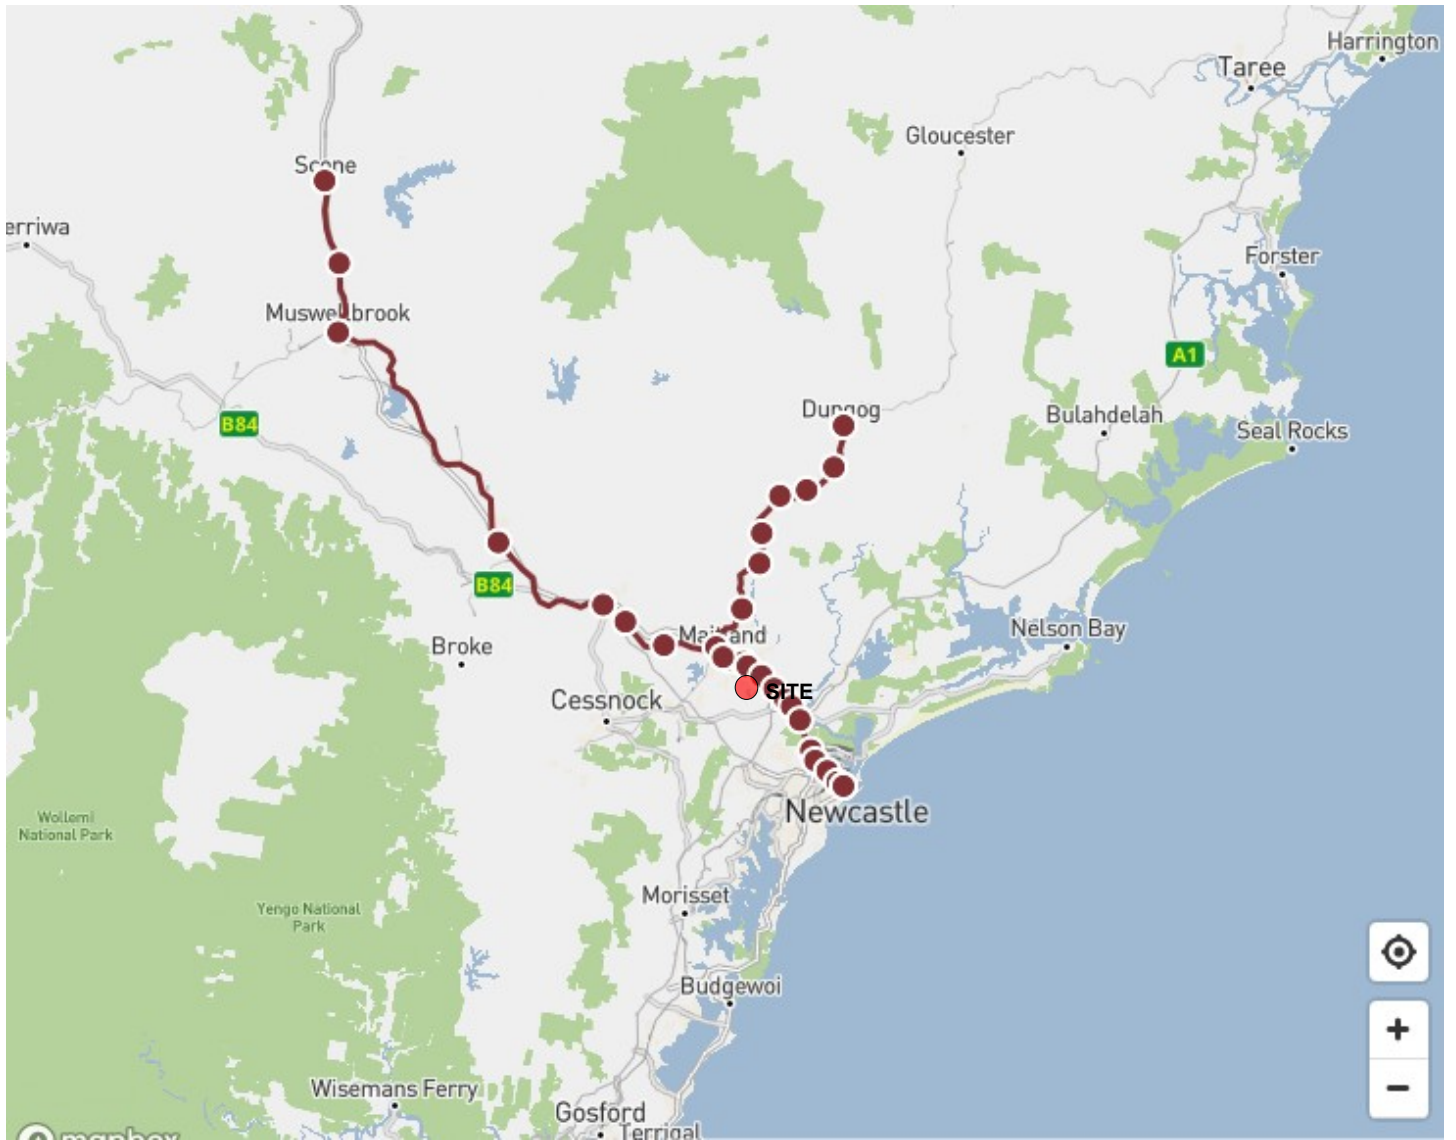 Harrington
Taree
Gloucester
Scone
erriwa
Forster
Muswellbrook
A1
Dungog
B84
Bulahdelah
Seal Rocks
B84
Nelson Bay
Maitland
Broke
SITE
Cessnock
Newcastle
Wollemi
National Park
Morisset
Yengo National
Park
Budgewoi
Wisemans Ferry
Gosford
Terrigal
mapbox